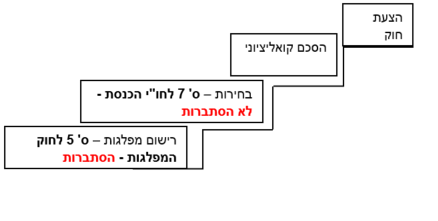 הצעת
חוק
הסכם קואליציוני
בחירות – ס' 7 לחו"י הכנסת -
לא הסתברות
רישום מפלגות – ס' 5 לחוק
המפלגות - הסתברות